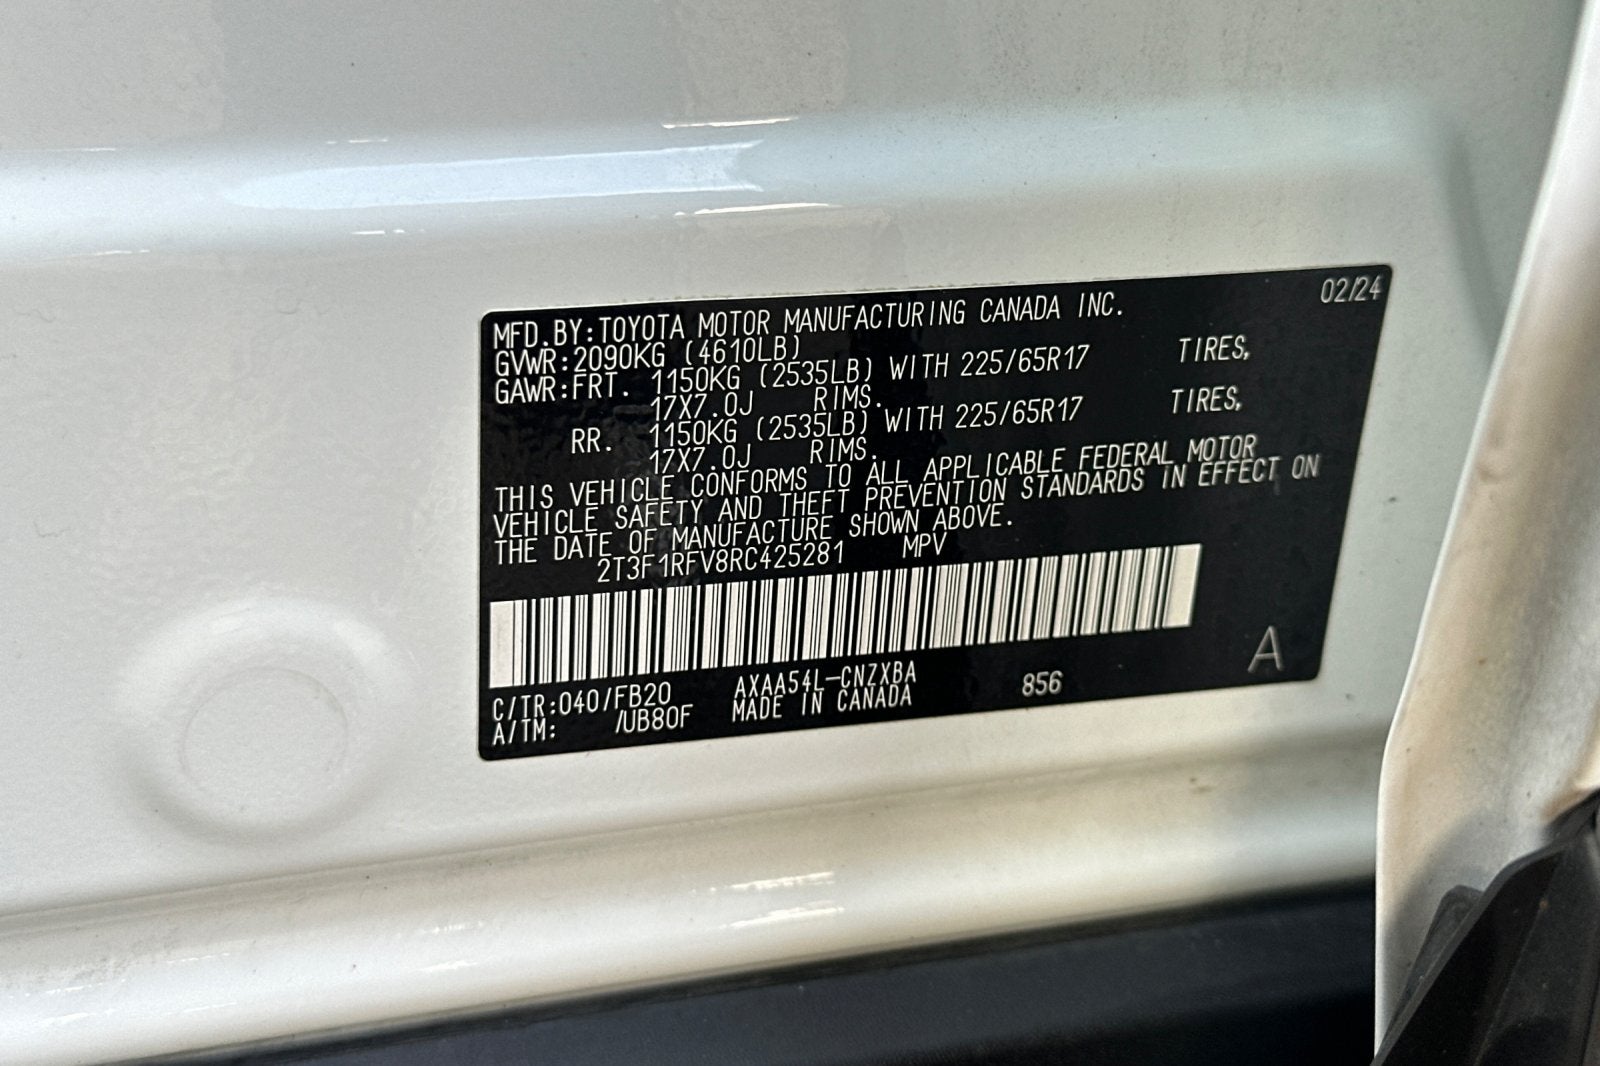 02/24
MFD.BY:TOYOTA MOTOR MANUFACTURING CANADA INC.
GVWR:2090KG (4610LB)
GAWR:FRT. 1150KG (2535LB) WITH 225/65R17 TIRES,
17X7.0J RIMS.
RR. 1150KG (2535LB) WITH 225/65R17 TIRES,
17X7.0J RIMS.
THIS VEHICLE CONFORMS TO ALL APPLICABLE FEDERAL MOTOR
VEHICLE SAFETY AND THEFT PREVENTION STANDARDS IN EFFECT ON
THE DATE OF MANUFACTURE SHOWN ABOVE.
2T3F1RFV8RC425281 MPV
C/TR:040/FB20 AXAA54L-CNZXBA 856 A
A/TM: /UB80F MADE IN CANADA